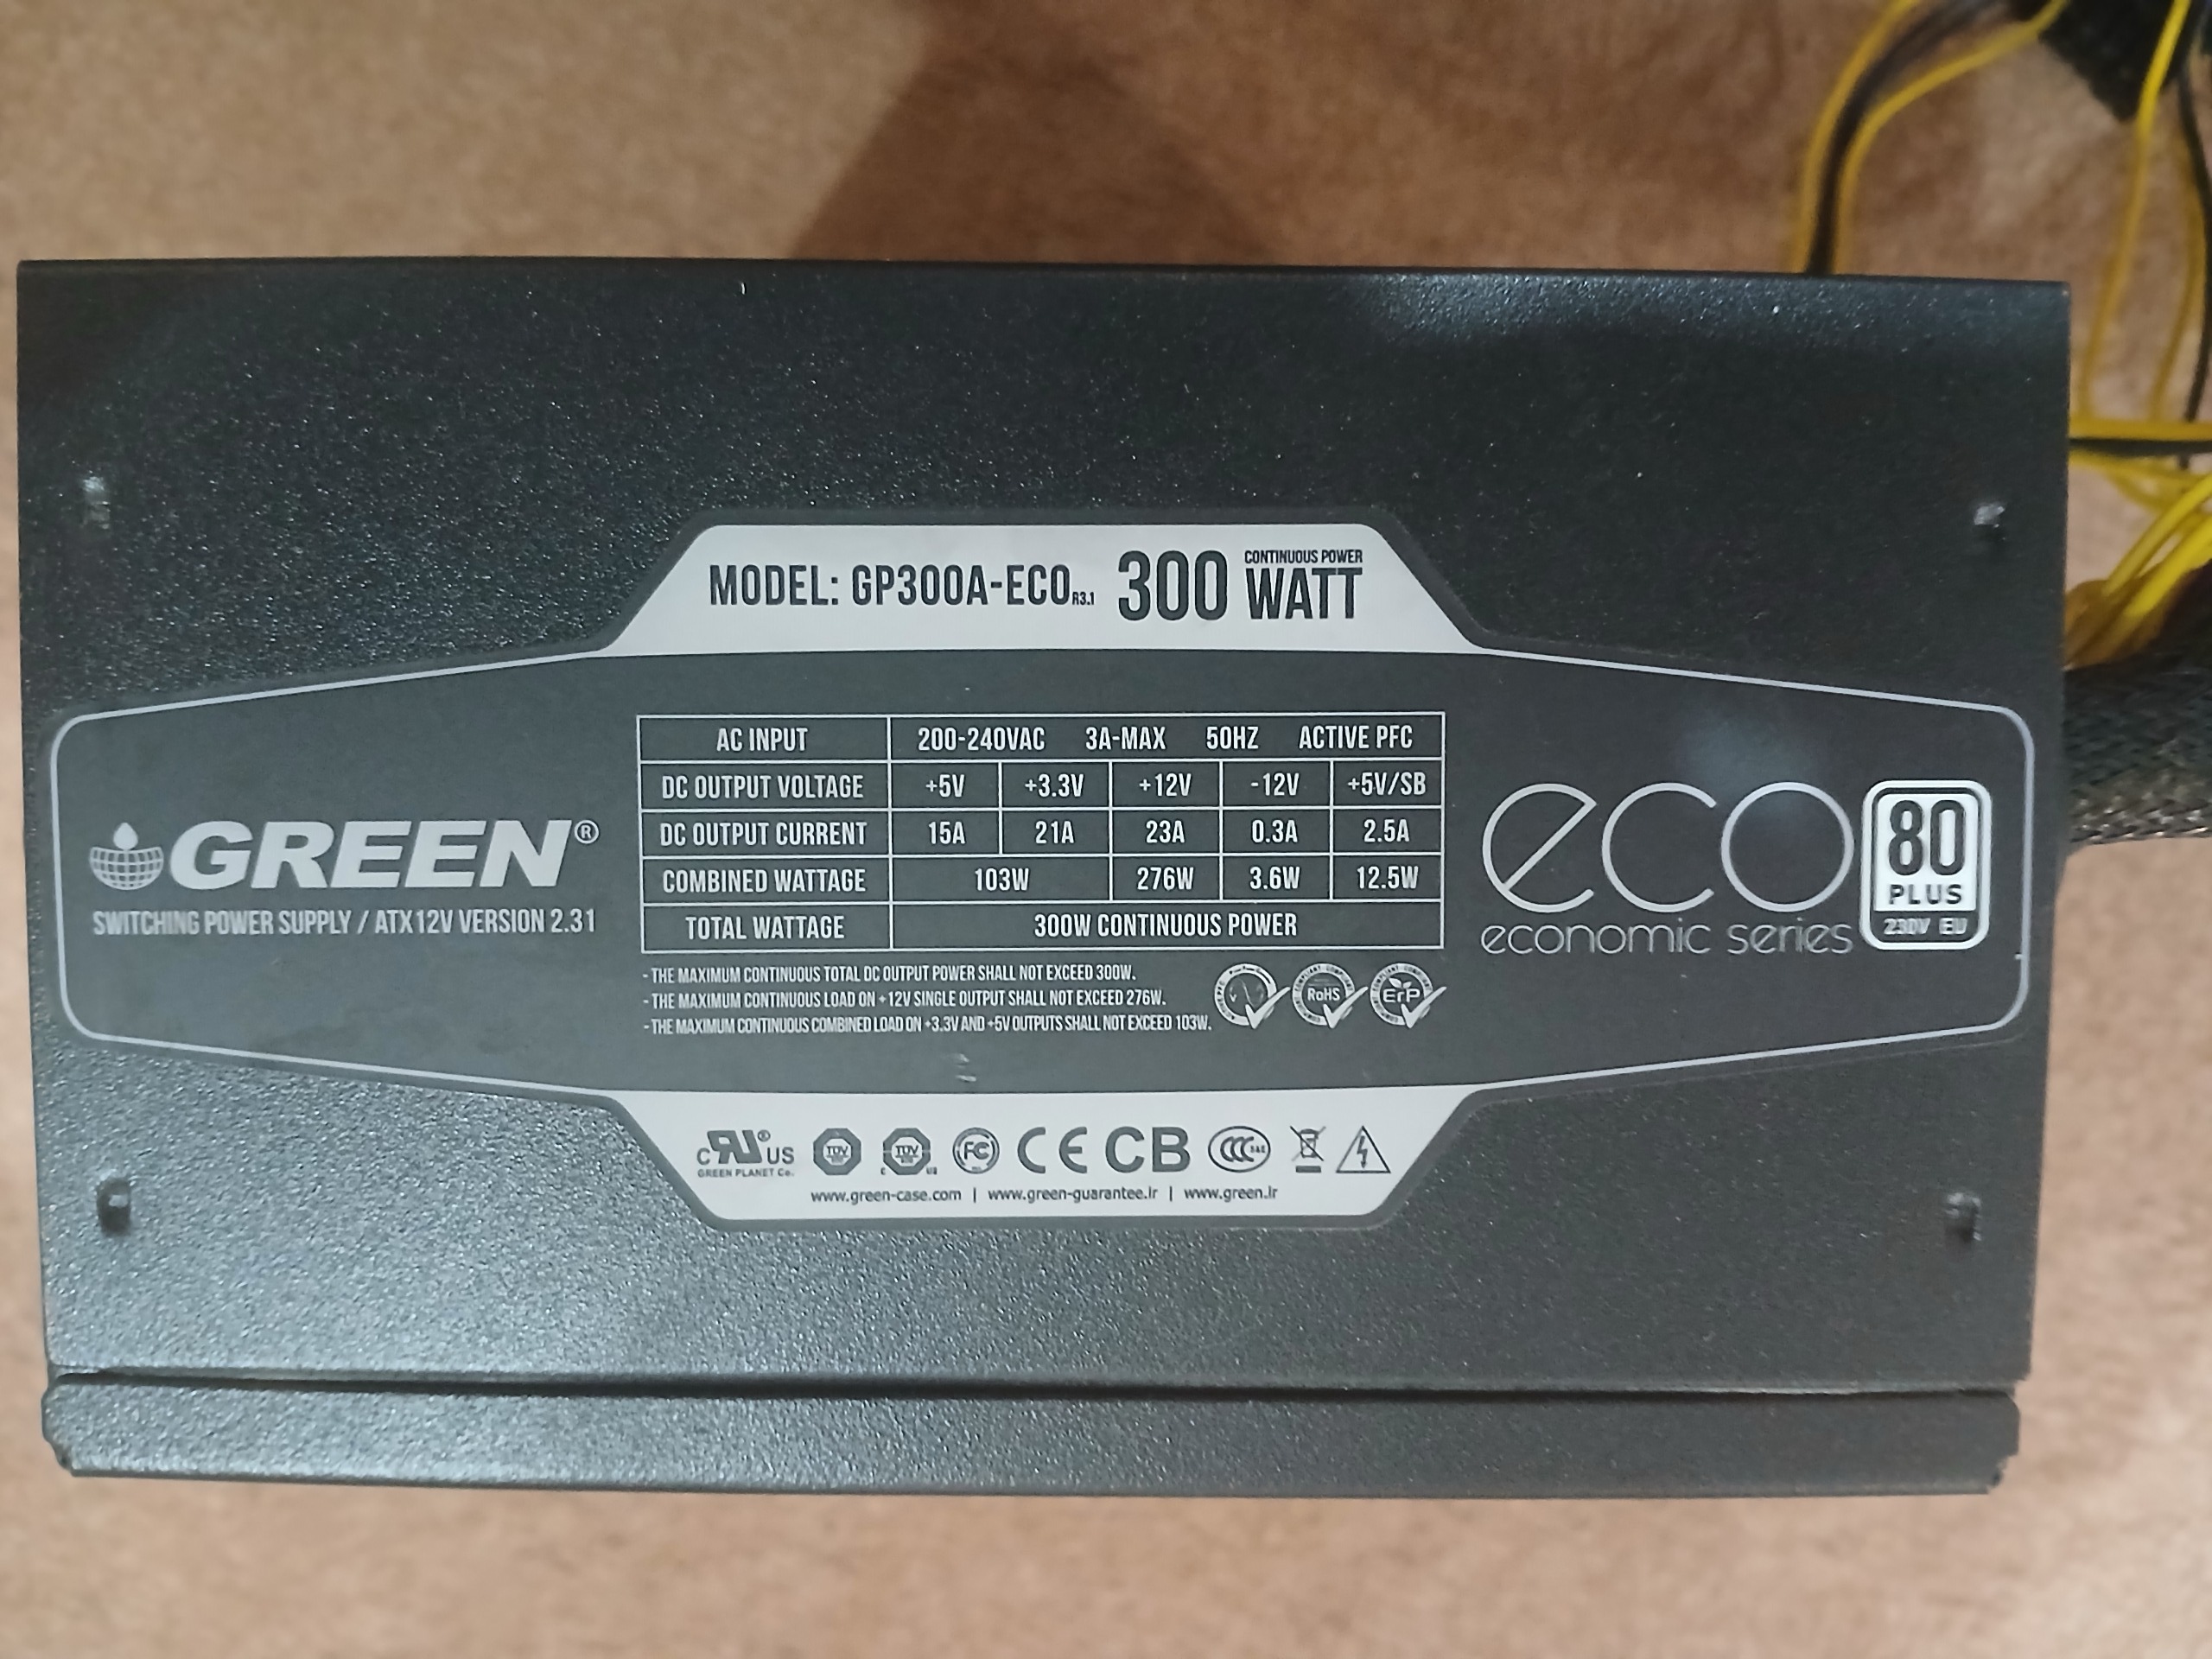 MODEL: GP300A-ECO R3.1 300 WATT CONTINUOUS POWER
AC INPUT 200-240VAC 3A-MAX 50HZ ACTIVE PFC
DC OUTPUT VOLTAGE +5V +3.3V +12V -12V +5V/SB
DC OUTPUT CURRENT 15A 21A 23A 0.3A 2.5A
COMBINED WATTAGE 103W 276W 3.6W 12.5W
TOTAL WATTAGE 300W CONTINUOUS POWER
GREEN®
SWITCHING POWER SUPPLY / ATX12V VERSION 2.31
- THE MAXIMUM CONTINUOUS TOTAL DC OUTPUT POWER SHALL NOT EXCEED 300W.
- THE MAXIMUM CONTINUOUS LOAD ON +12V SINGLE OUTPUT SHALL NOT EXCEED 276W.
- THE MAXIMUM CONTINUOUS COMBINED LOAD ON +3.3V AND +5V OUTPUTS SHALL NOT EXCEED 103W.
RoHS
ErP
eco
economic series
80
PLUS
230V EU
c RU® US TÜV TÜV FC CE CB CCC S&E
GREEN PLANET Co.
www.green-case.com | www.green-guarantee.ir | www.green.ir